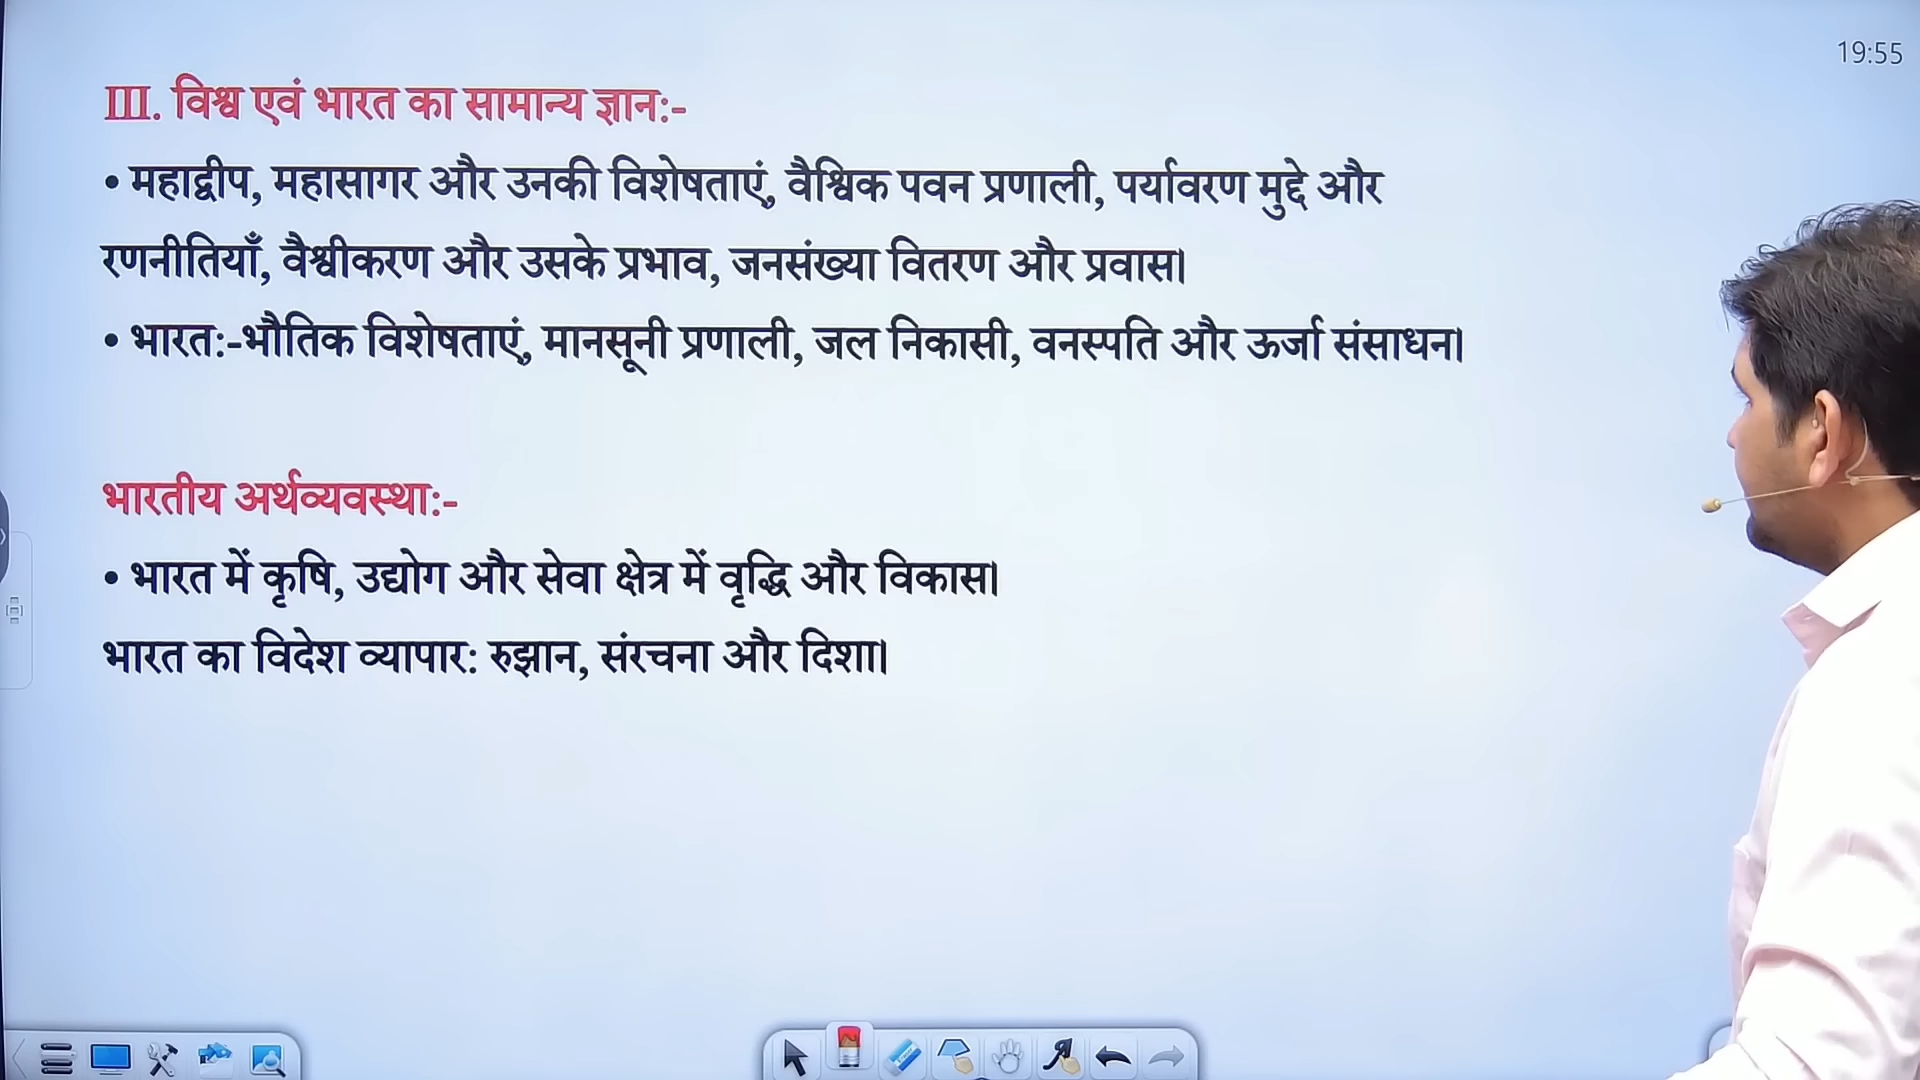 19:55
III. विश्व एवं भारत का सामान्य ज्ञान:-
• महाद्वीप, महासागर और उनकी विशेषताएं, वैश्विक पवन प्रणाली, पर्यावरण मुद्दे और
रणनीतियाँ, वैश्वीकरण और उसके प्रभाव, जनसंख्या वितरण और प्रवास।
• भारत:-भौतिक विशेषताएं, मानसूनी प्रणाली, जल निकासी, वनस्पति और ऊर्जा संसाधन।
भारतीय अर्थव्यवस्था:-
• भारत में कृषि, उद्योग और सेवा क्षेत्र में वृद्धि और विकास।
भारत का विदेश व्यापार: रुझान, संरचना और दिशा।